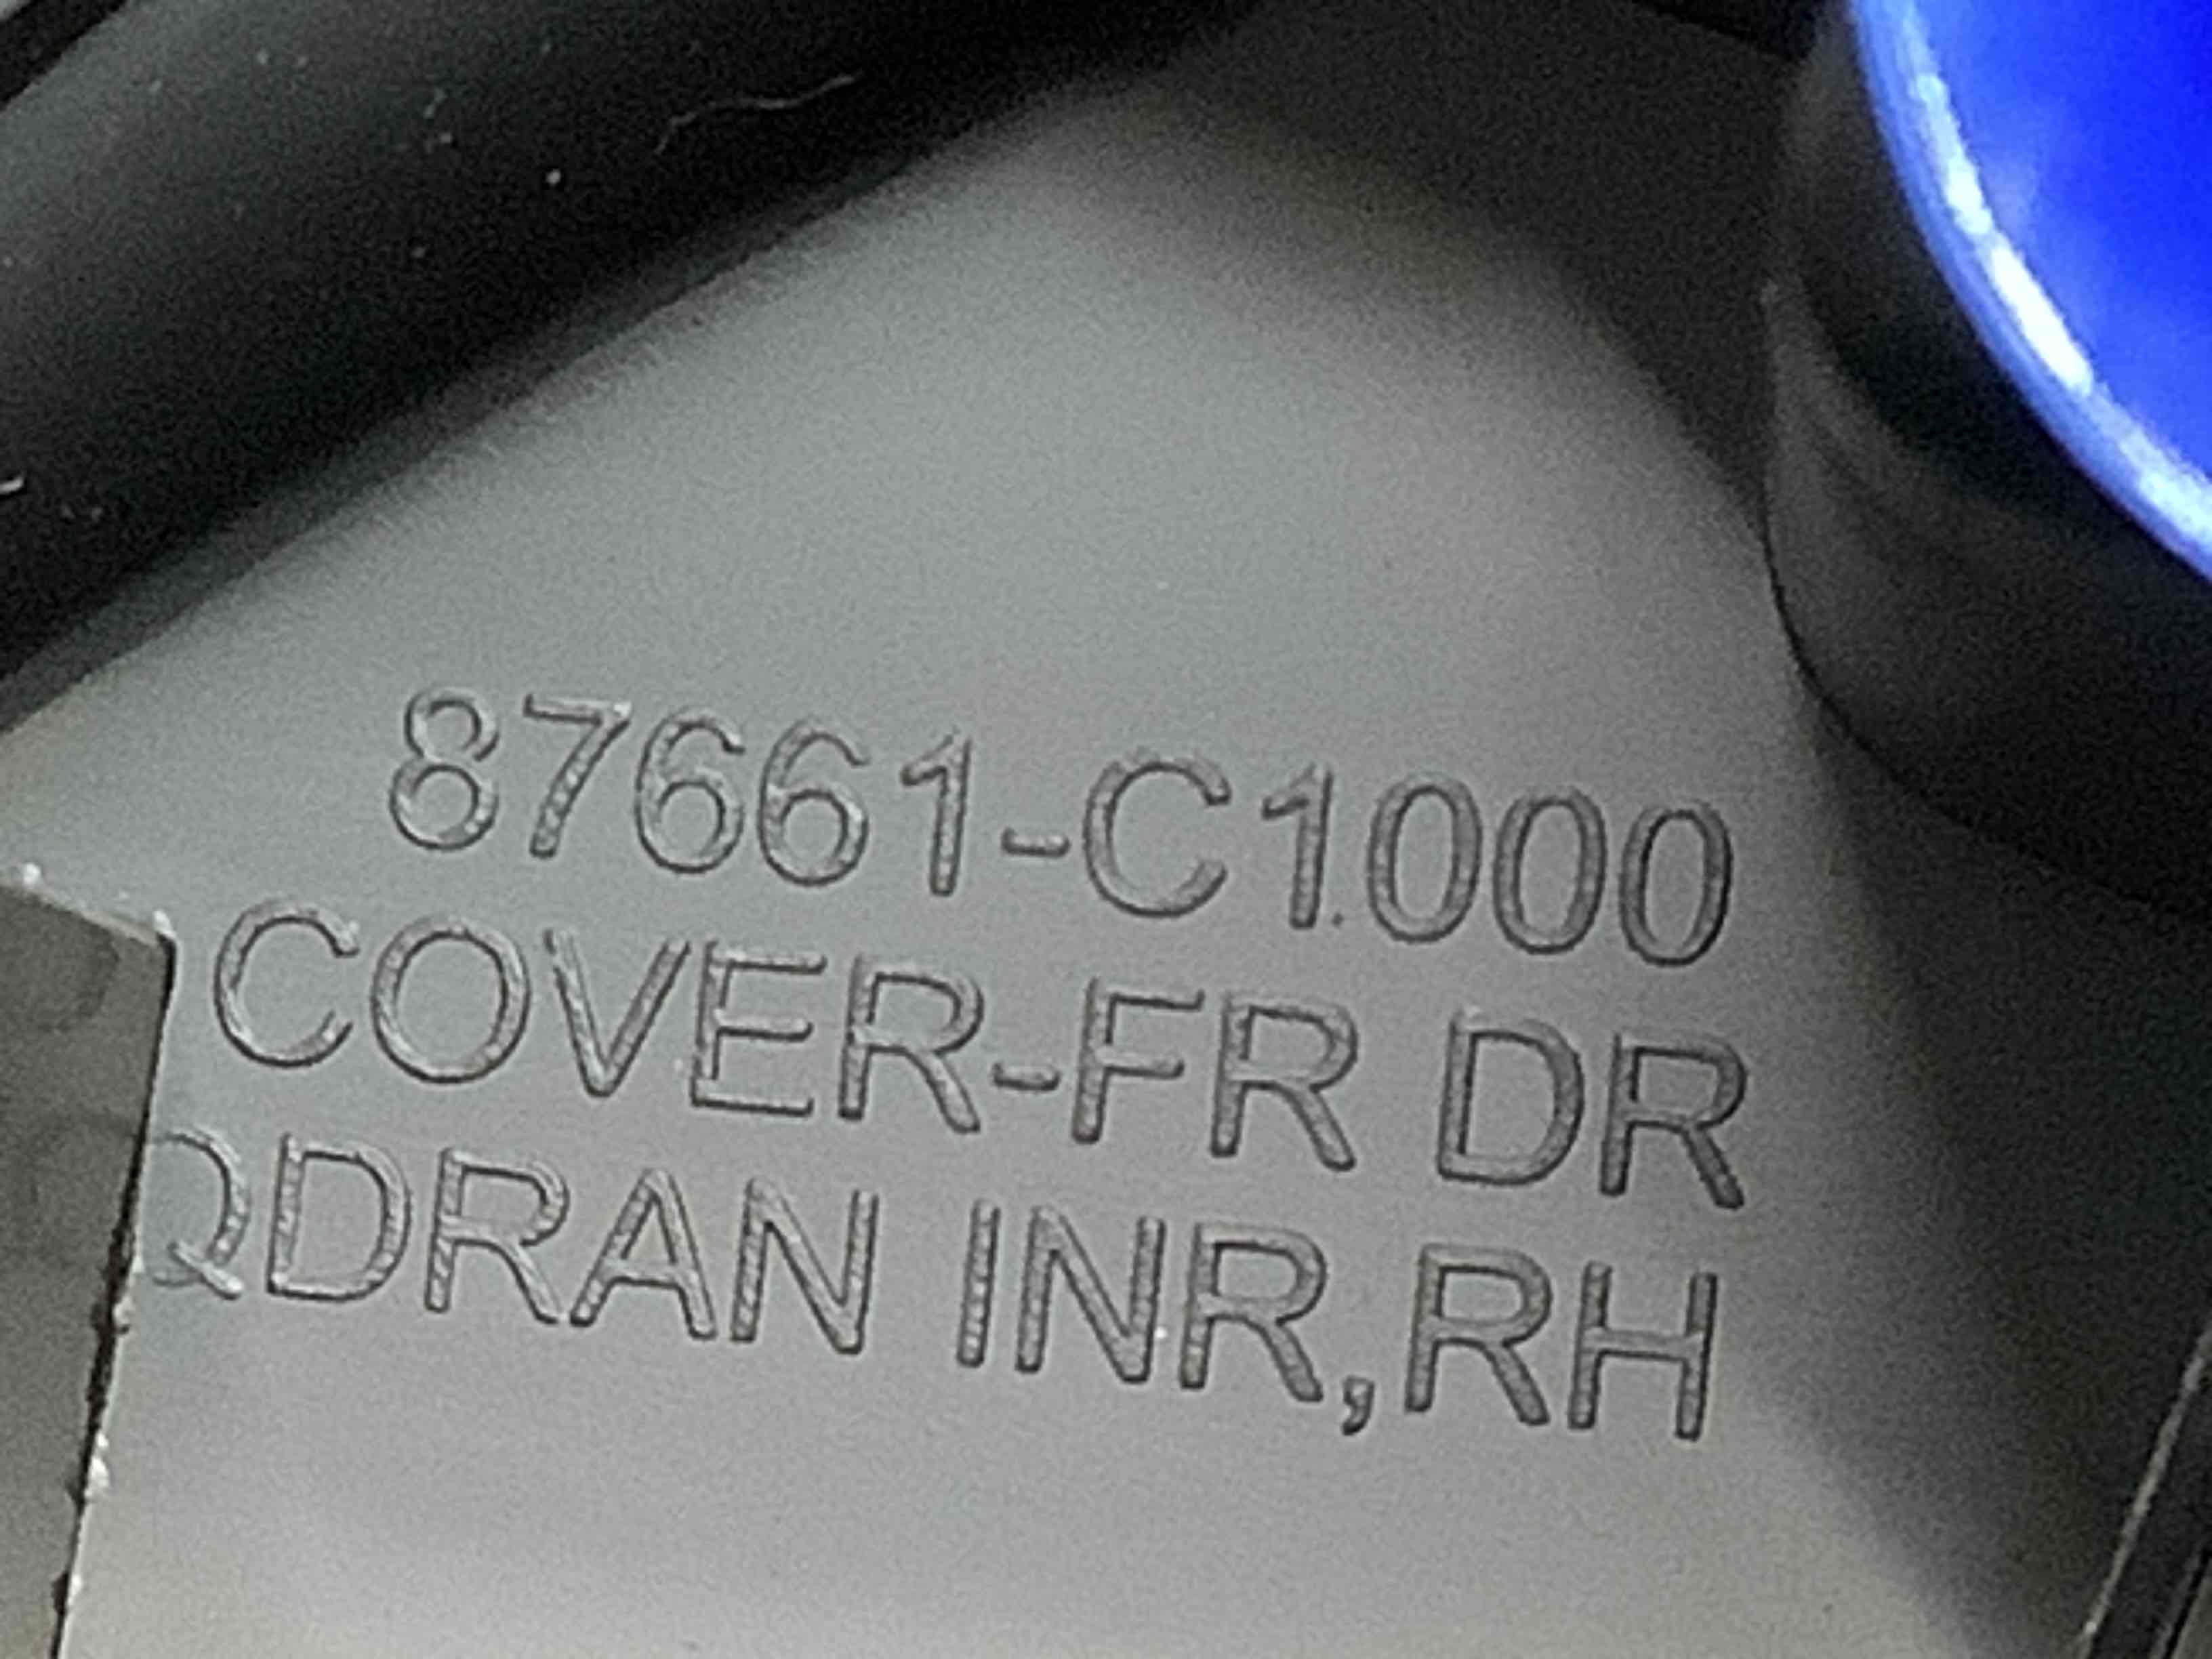 87661-C1000
COVER-FR DR
QDRAN INR,RH